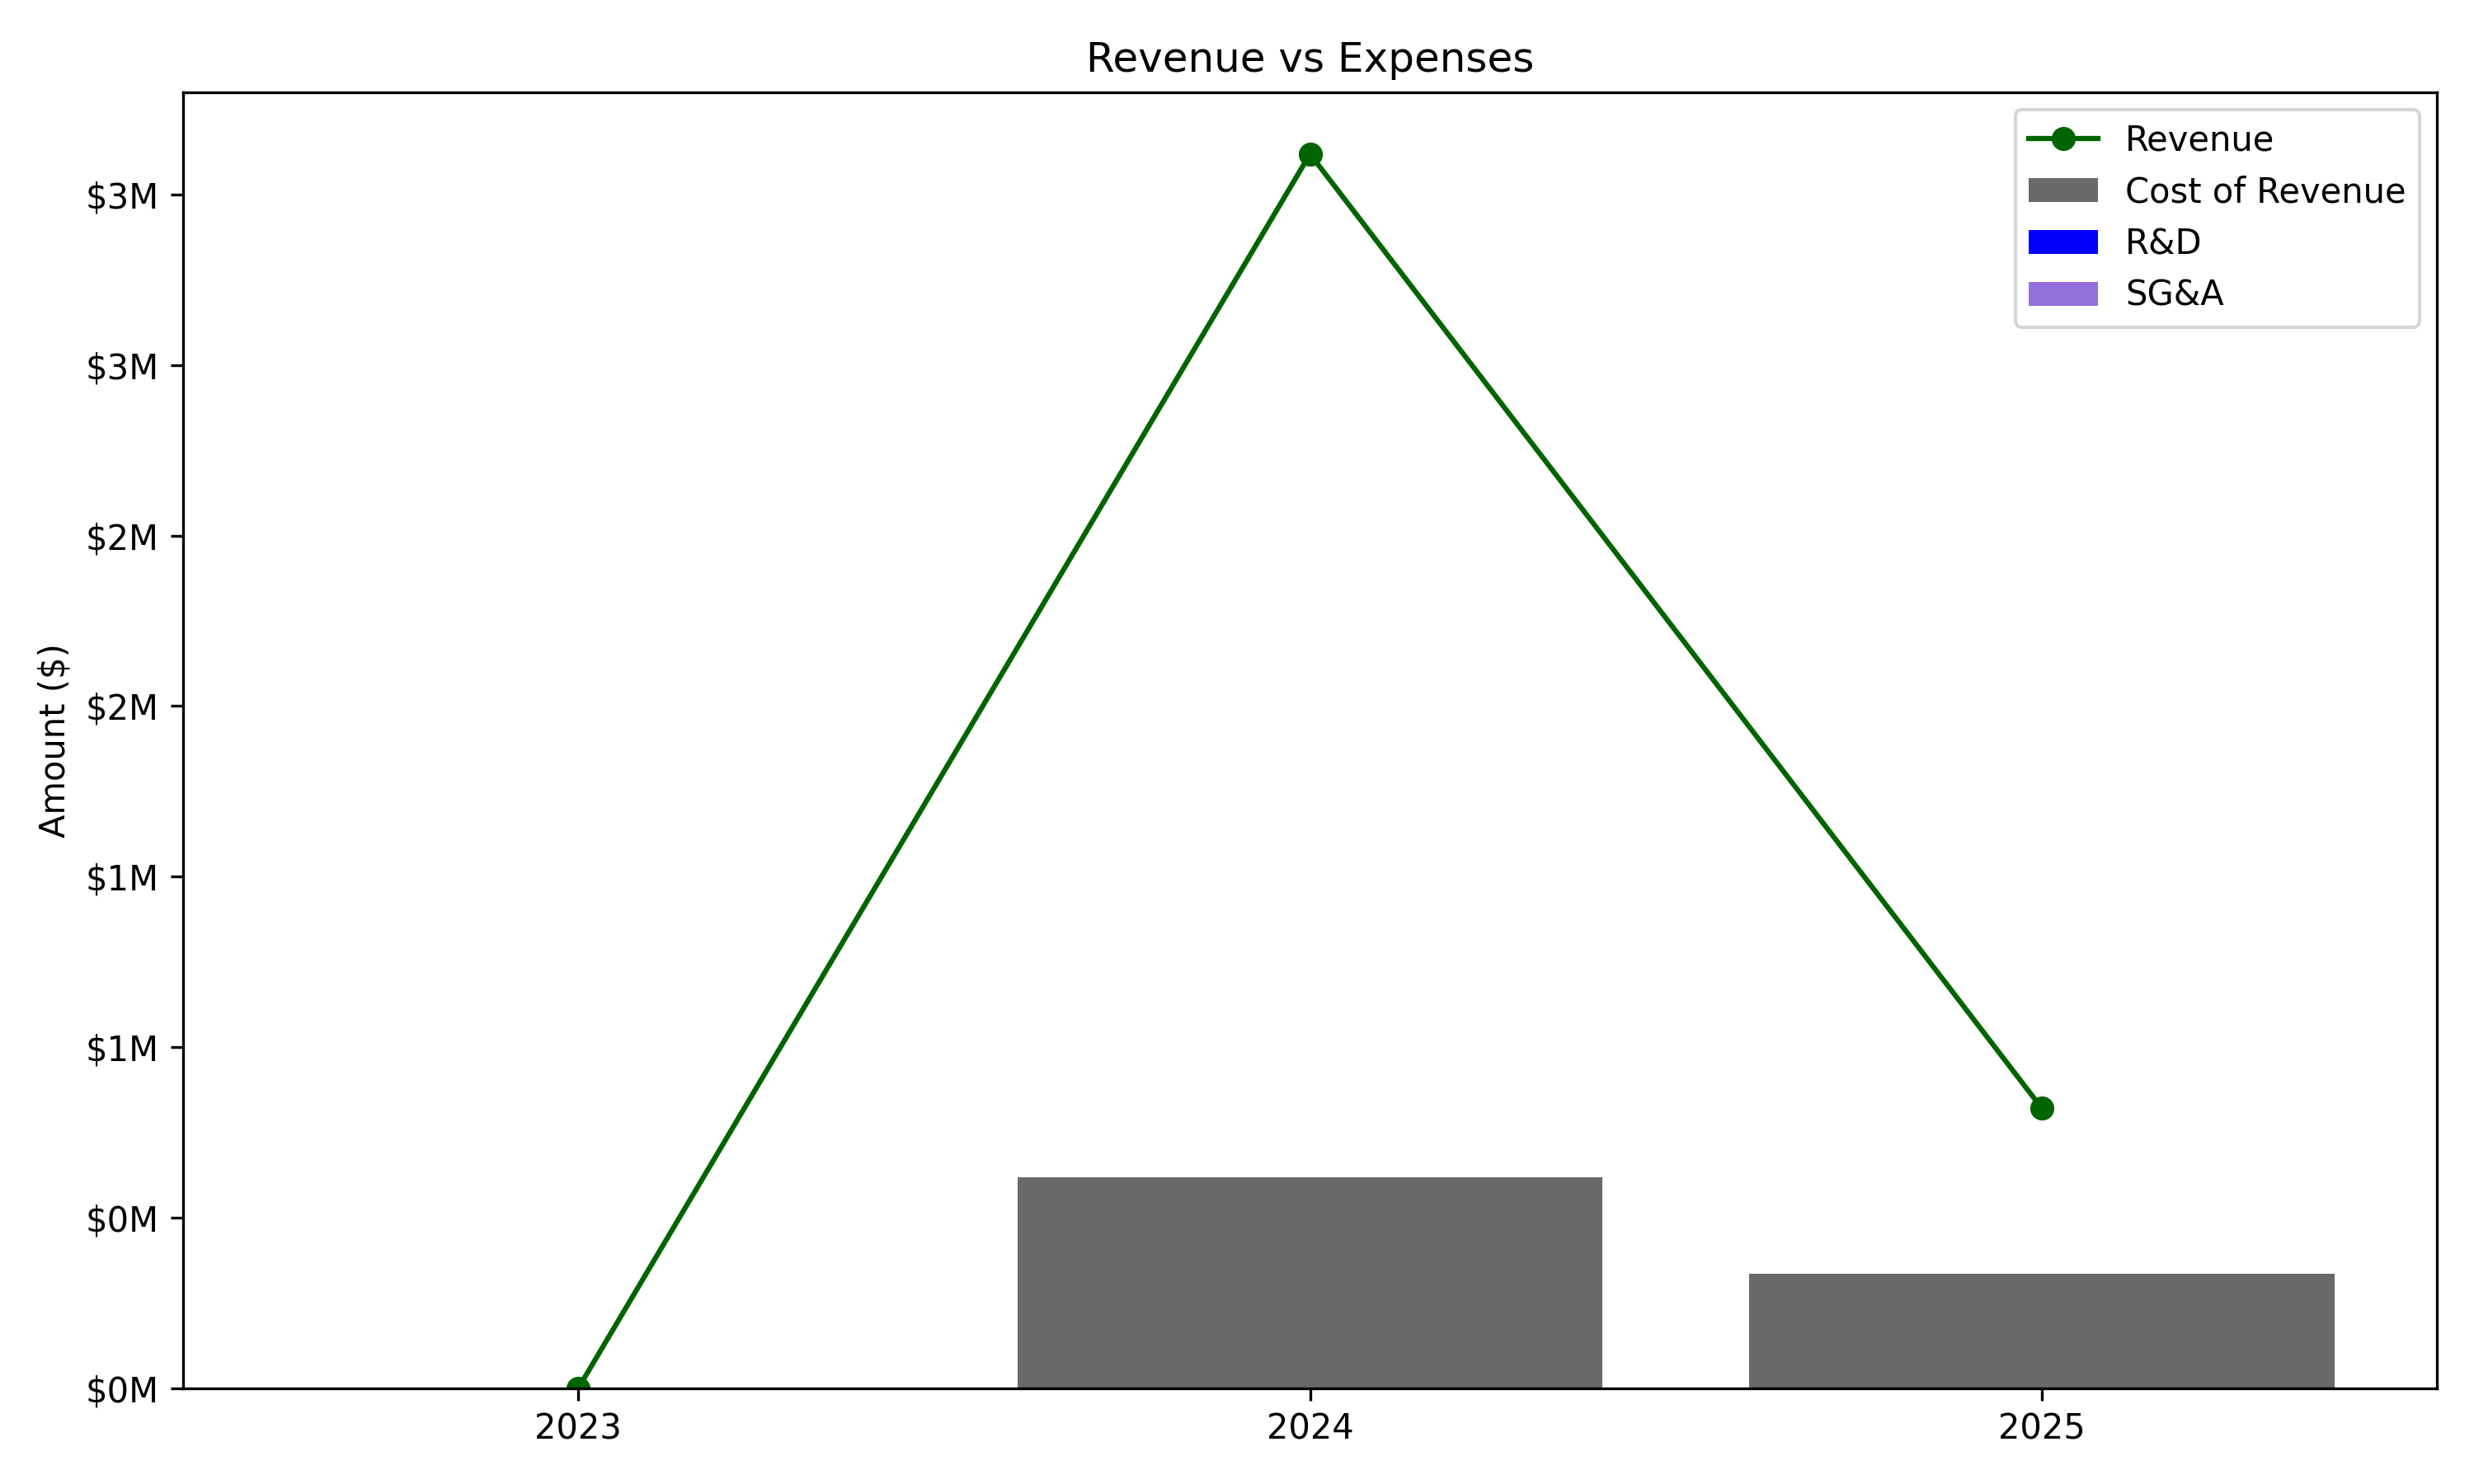 Revenue vs Expenses
Revenue
Cost of Revenue
R&D
SG&A
Amount ($)
$3M
$3M
$2M
$2M
$1M
$1M
$0M
$0M
2023
2024
2025